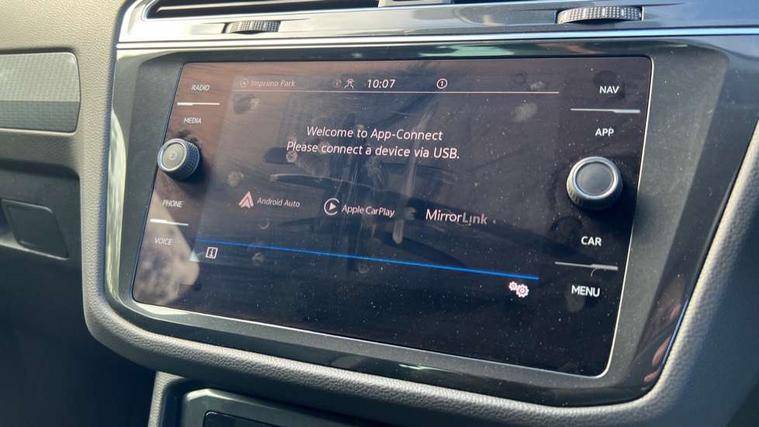 RADIO
MEDIA
PHONE
VOICE
Imprimo Park
10:07
Welcome to App-Connect
Please connect a device via USB.
Android Auto
Apple CarPlay
MirrorLink
NAV
APP
CAR
MENU